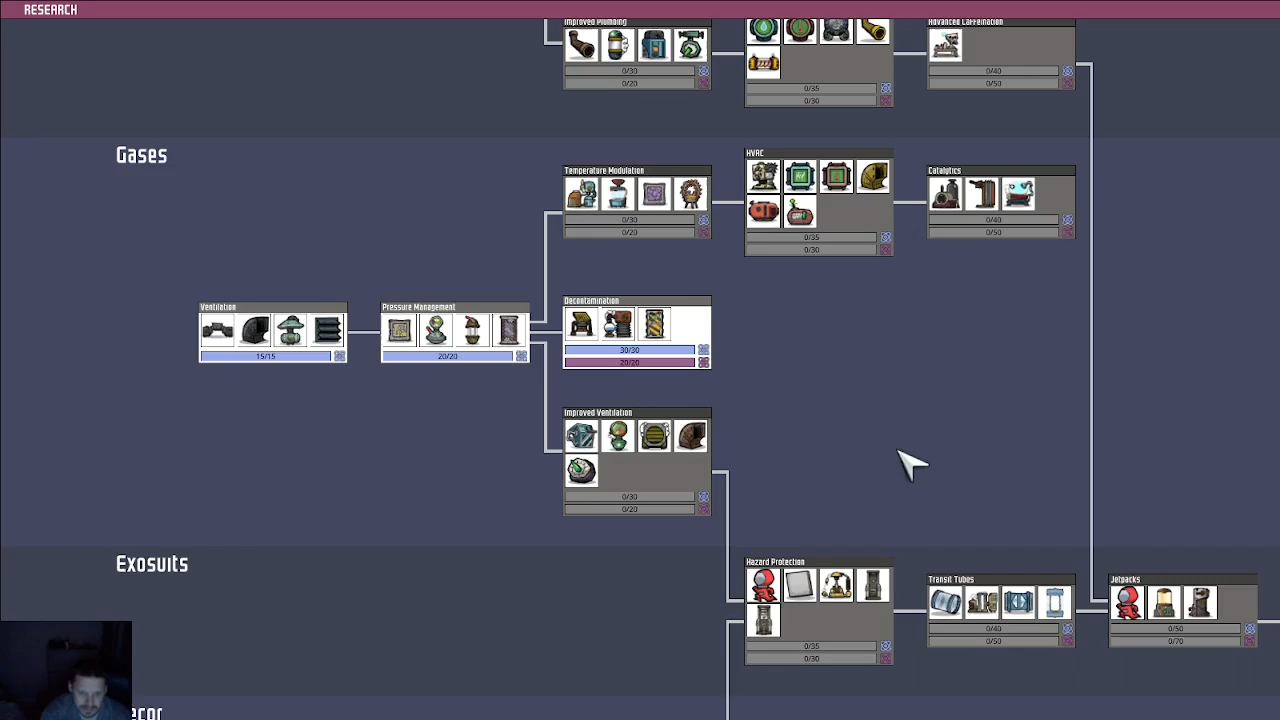 RESEARCH
Improved Plumbing
0/30
0/20
0/35
0/30
Advanced Caffeination
0/40
0/50
Gases
Temperature Modulation
0/30
0/20
HVAC
0/35
0/30
Catalytics
0/40
0/50
Ventilation
15/15
Pressure Management
20/20
Decontamination
30/30
20/20
Improved Ventilation
0/30
0/20
Exosuits
Hazard Protection
0/35
0/30
Transit Tubes
0/40
0/50
Jetpacks
0/50
0/70